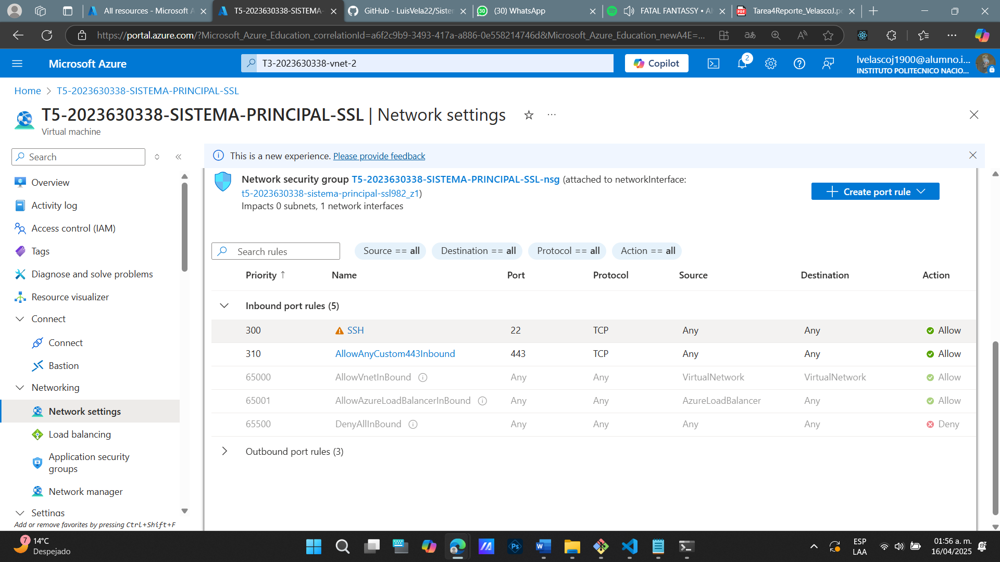 All resources - Microsoft A
T5-2023630338-SISTEMA-
GitHub - LuisVela22/Sister
(30) WhatsApp
FATAL FANTASSY • Al
Tarea4Reporte_VelascoJ.pc
https://portal.azure.com/?Microsoft_Azure_Education_correlationId=a6f2c9b9-3493-417a-a886-0e558214746d&Microsoft_Azure_Education_newA4E=...
Microsoft Azure
T3-2023630338-vnet-2
Copilot
2
lvelascoj1900@alumno.i...
INSTITUTO POLITECNICO NACIO...
Home > T5-2023630338-SISTEMA-PRINCIPAL-SSL
T5-2023630338-SISTEMA-PRINCIPAL-SSL | Network settings
Virtual machine
Search
This is a new experience. Please provide feedback
Overview
Activity log
Access control (IAM)
Tags
Diagnose and solve problems
Resource visualizer
Connect
Connect
Bastion
Networking
Network settings
Load balancing
Application security
groups
Network manager
Settings
Add or remove favorites by pressing Ctrl+Shift+F
Network security group T5-2023630338-SISTEMA-PRINCIPAL-SSL-nsg (attached to networkInterface:
t5-2023630338-sistema-principal-ssl982_z1)
Impacts 0 subnets, 1 network interfaces
Create port rule
Search rules
Source == all
Destination == all
Protocol == all
Action == all
Priority ↑ Name Port Protocol Source Destination Action
Inbound port rules (5)
300 SSH 22 TCP Any Any Allow
310 AllowAnyCustom443Inbound 443 TCP Any Any Allow
65000 AllowVnetInBound Any Any VirtualNetwork VirtualNetwork Allow
65001 AllowAzureLoadBalancerInBound Any Any AzureLoadBalancer Any Allow
65500 DenyAllInBound Any Any Any Any Deny
Outbound port rules (3)
7
14°C
Despejado
ESP
LAA
01:56 a. m.
16/04/2025